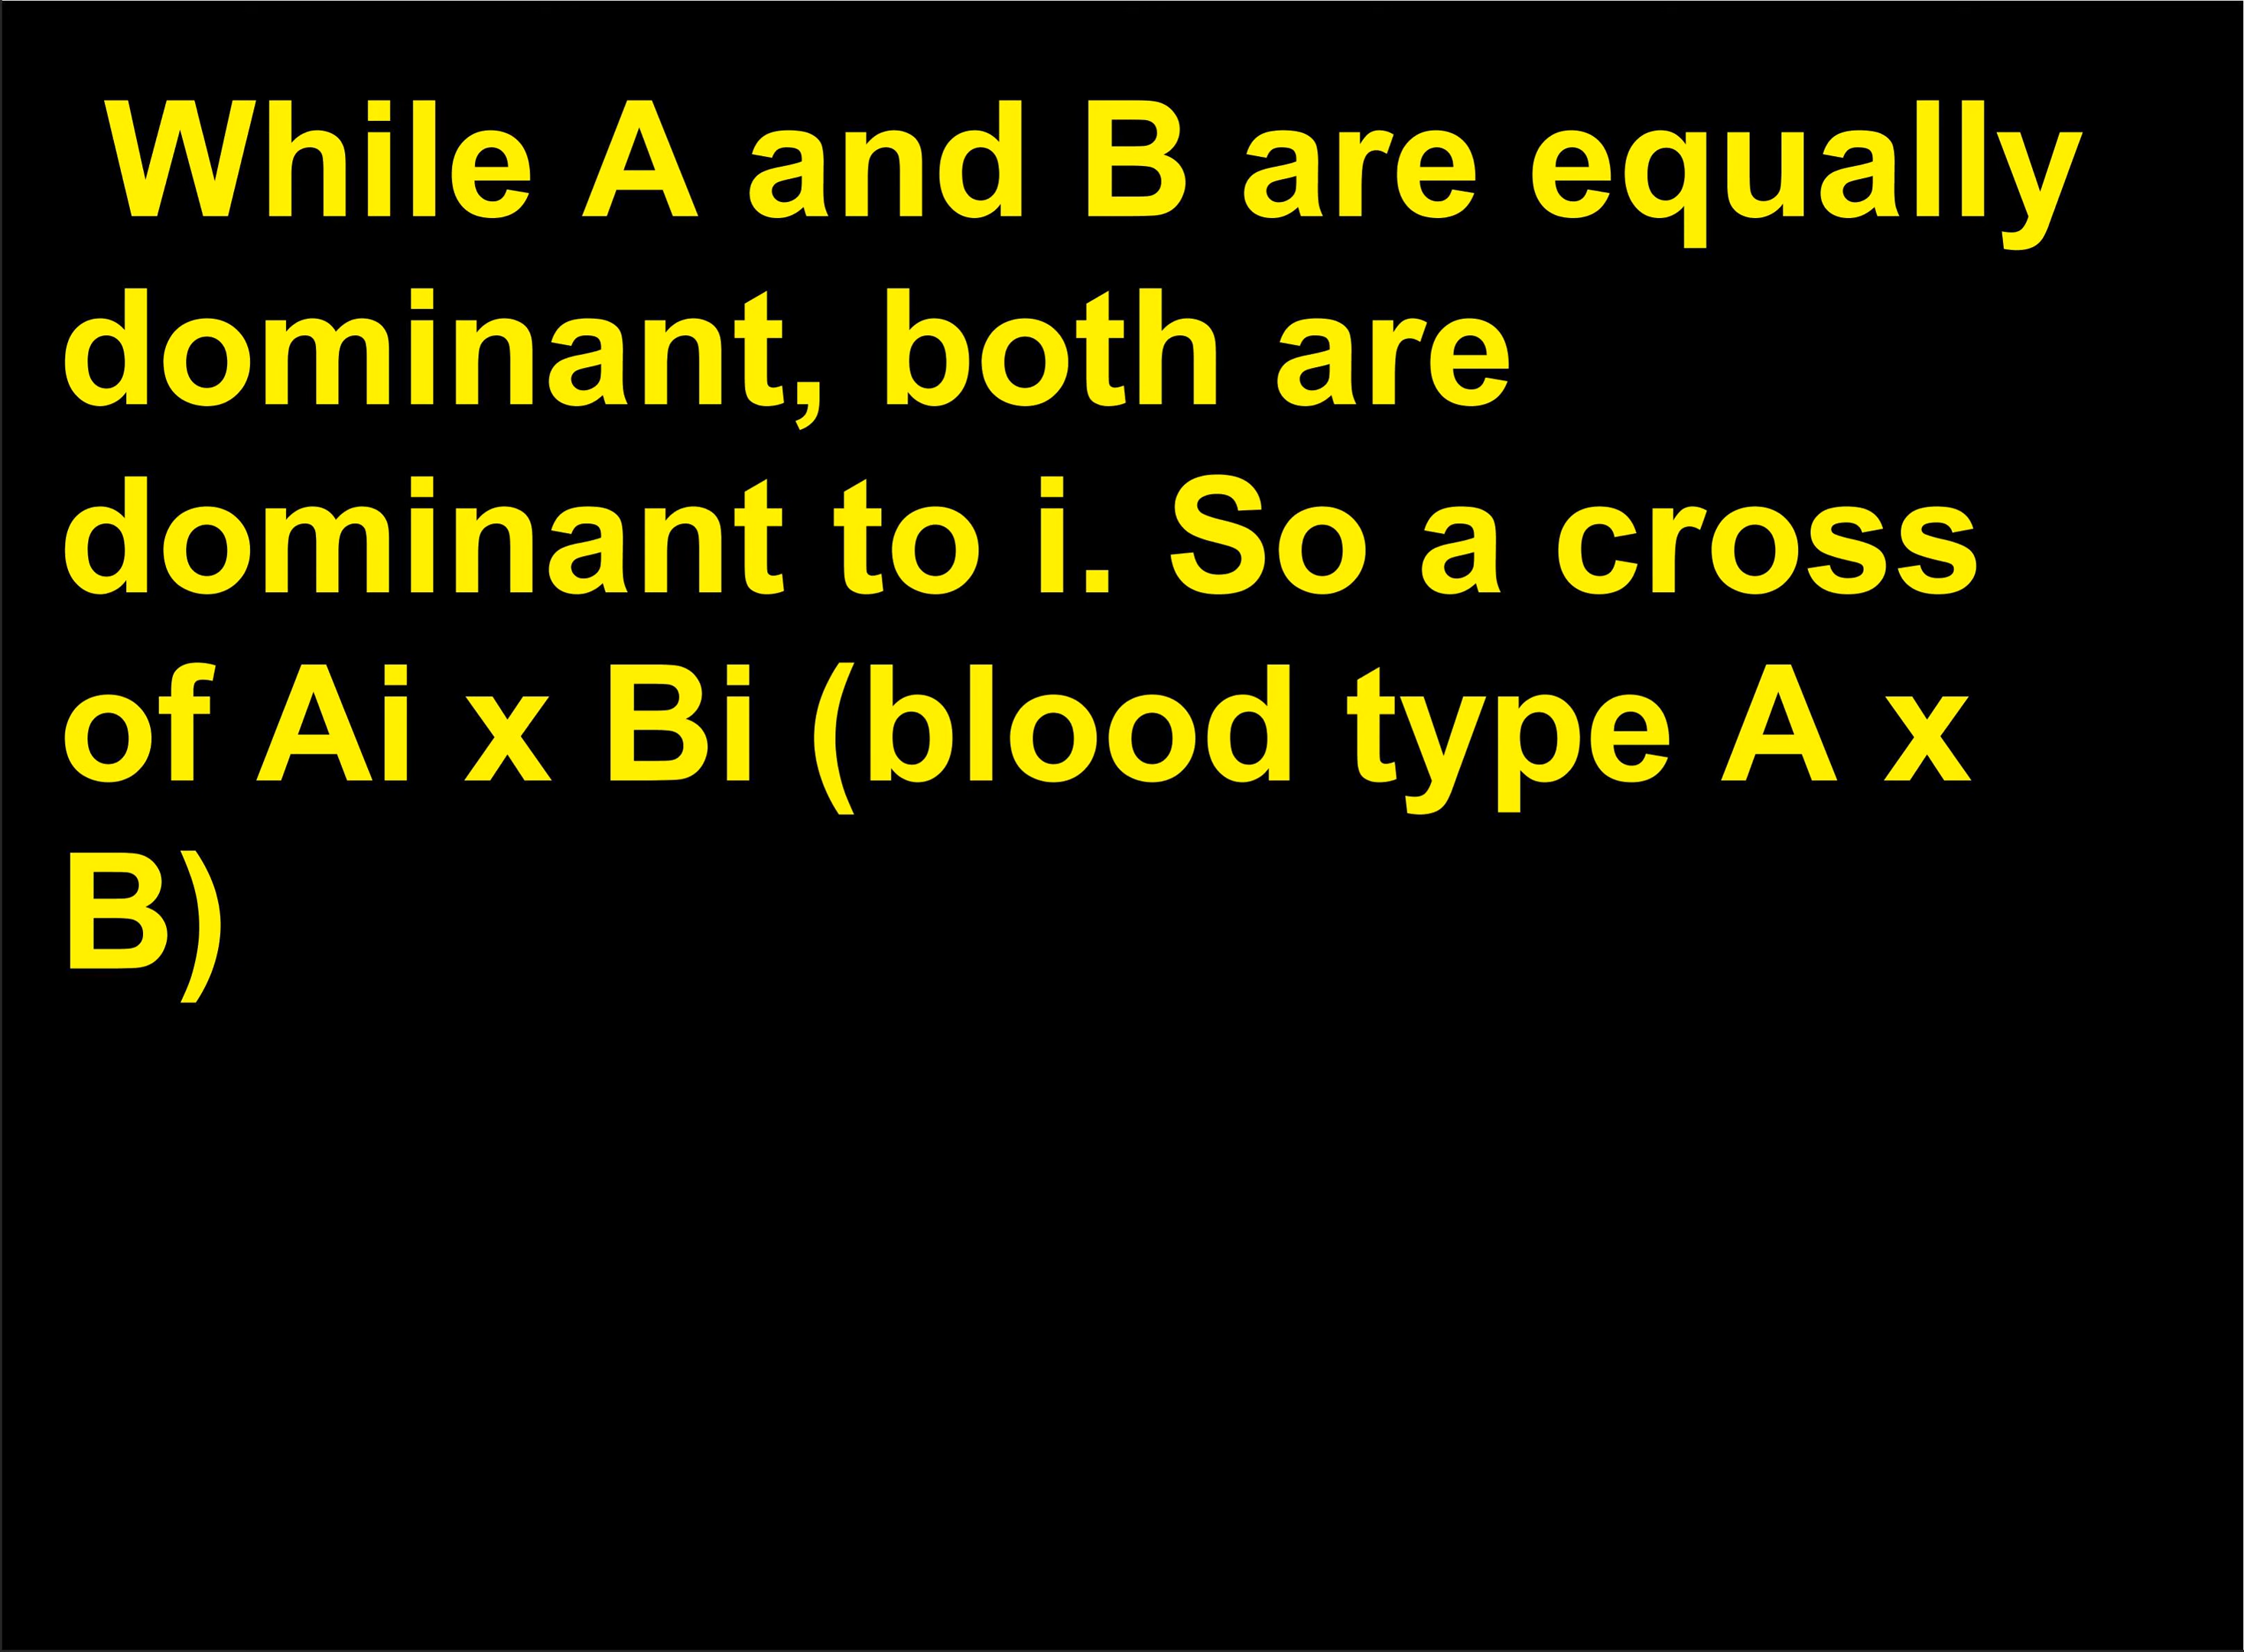 While A and B are equally
dominant, both are
dominant to i. So a cross
of Ai x Bi (blood type A x
B)